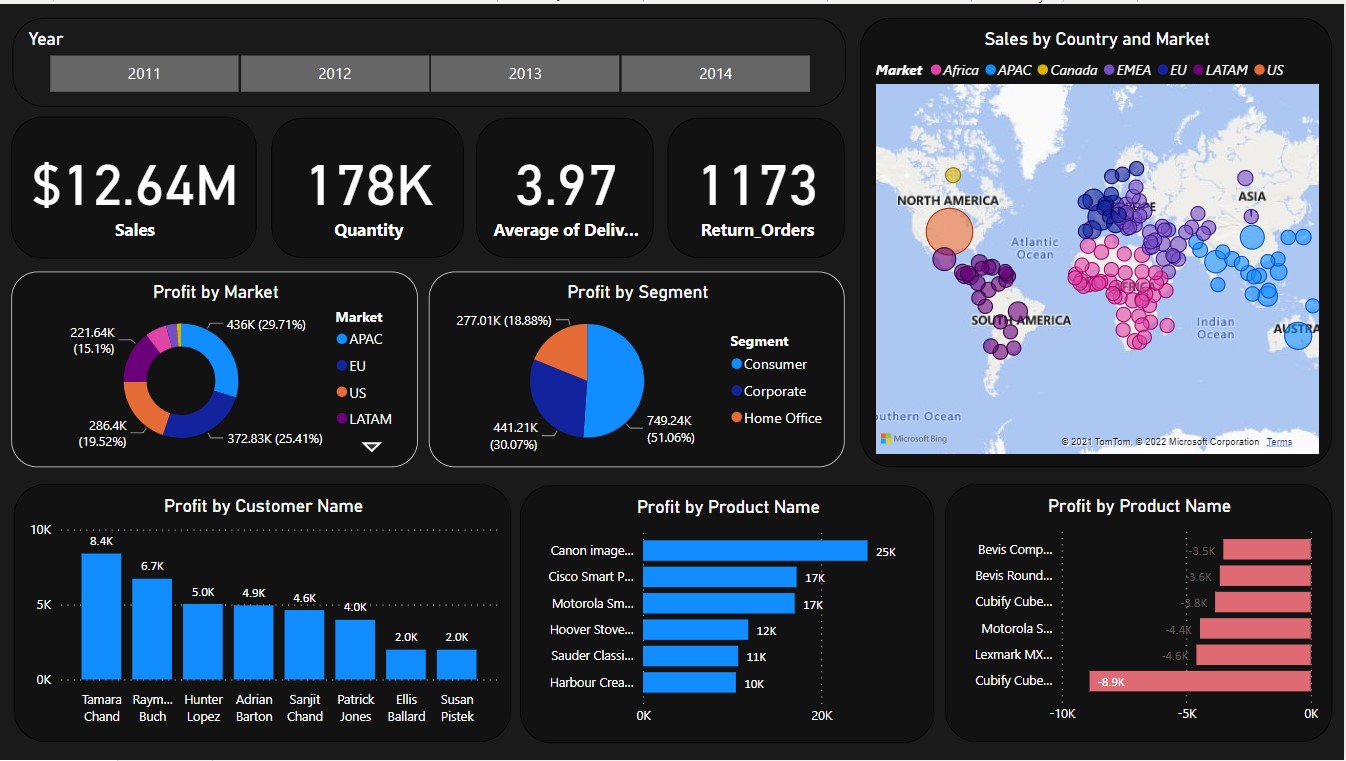 Year
2011
2012
2013
2014
$12.64M
Sales
178K
Quantity
3.97
Average of Deliv...
1173
Return_Orders
Sales by Country and Market
Market Africa APAC Canada EMEA EU LATAM US
NORTH AMERICA
ASIA
Atlantic
Ocean
AFRICA
SOUTH AMERICA
Indian
Ocean
AUSTRA
outhern Ocean
Microsoft Bing
© 2021 TomTom, © 2022 Microsoft Corporation Terms
Profit by Market
436K (29.71%)
372.83K (25.41%)
286.4K
(19.52%)
221.64K
(15.1%)
Market
APAC
EU
US
LATAM
Profit by Segment
277.01K (18.88%)
441.21K
(30.07%)
749.24K
(51.06%)
Segment
Consumer
Corporate
Home Office
Profit by Customer Name
10K
5K
0K
8.4K
6.7K
5.0K
4.9K
4.6K
4.0K
2.0K
2.0K
Tamara
Chand
Raym...
Buch
Hunter
Lopez
Adrian
Barton
Sanjit
Chand
Patrick
Jones
Ellis
Ballard
Susan
Pistek
Profit by Product Name
Canon image... 25K
Cisco Smart P... 17K
Motorola Sm... 17K
Hoover Stove... 12K
Sauder Classi... 11K
Harbour Crea... 10K
0K 20K
Profit by Product Name
Bevis Comp... -3.5K
Bevis Round... -3.6K
Cubify Cube... -3.8K
Motorola S... -4.4K
Lexmark MX... -4.6K
Cubify Cube... -8.9K
-10K -5K 0K